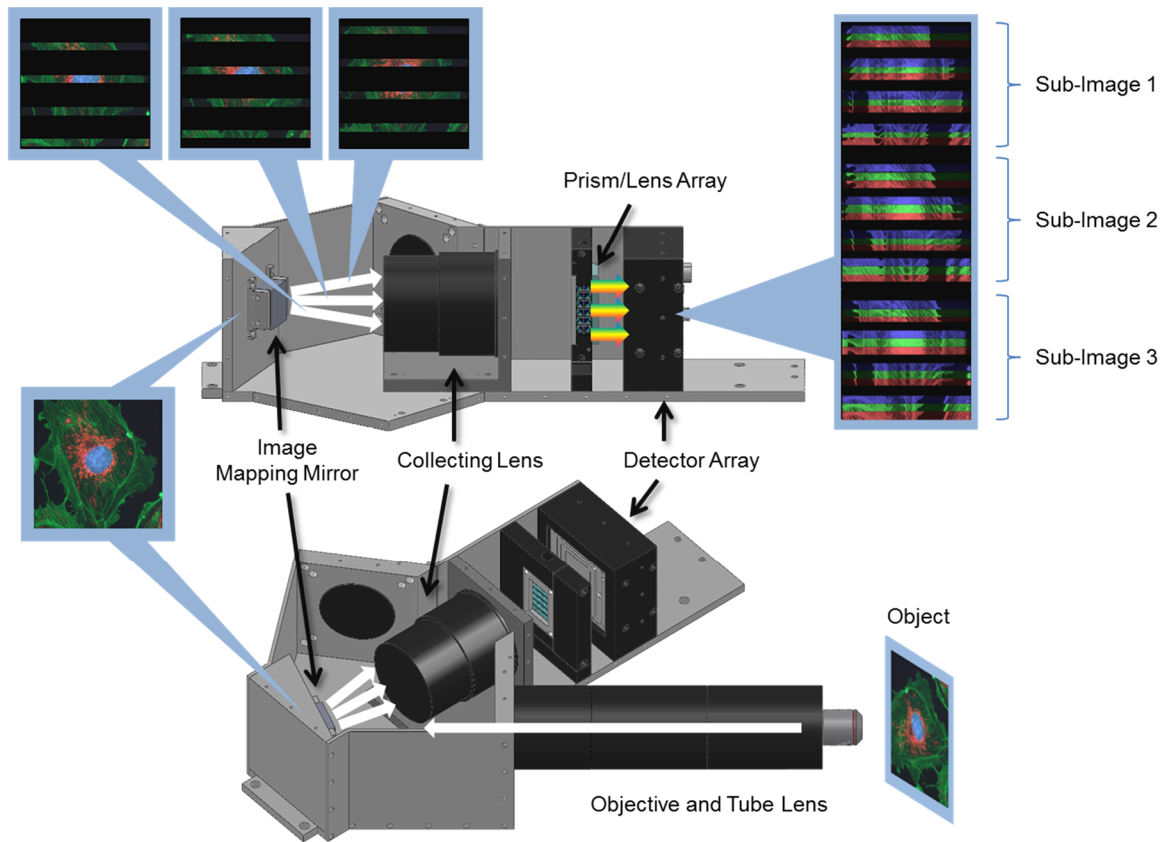 Sub-Image 1
Prism/Lens Array
Sub-Image 2
Sub-Image 3
Image
Mapping Mirror
Collecting Lens
Detector Array
Object
Objective and Tube Lens